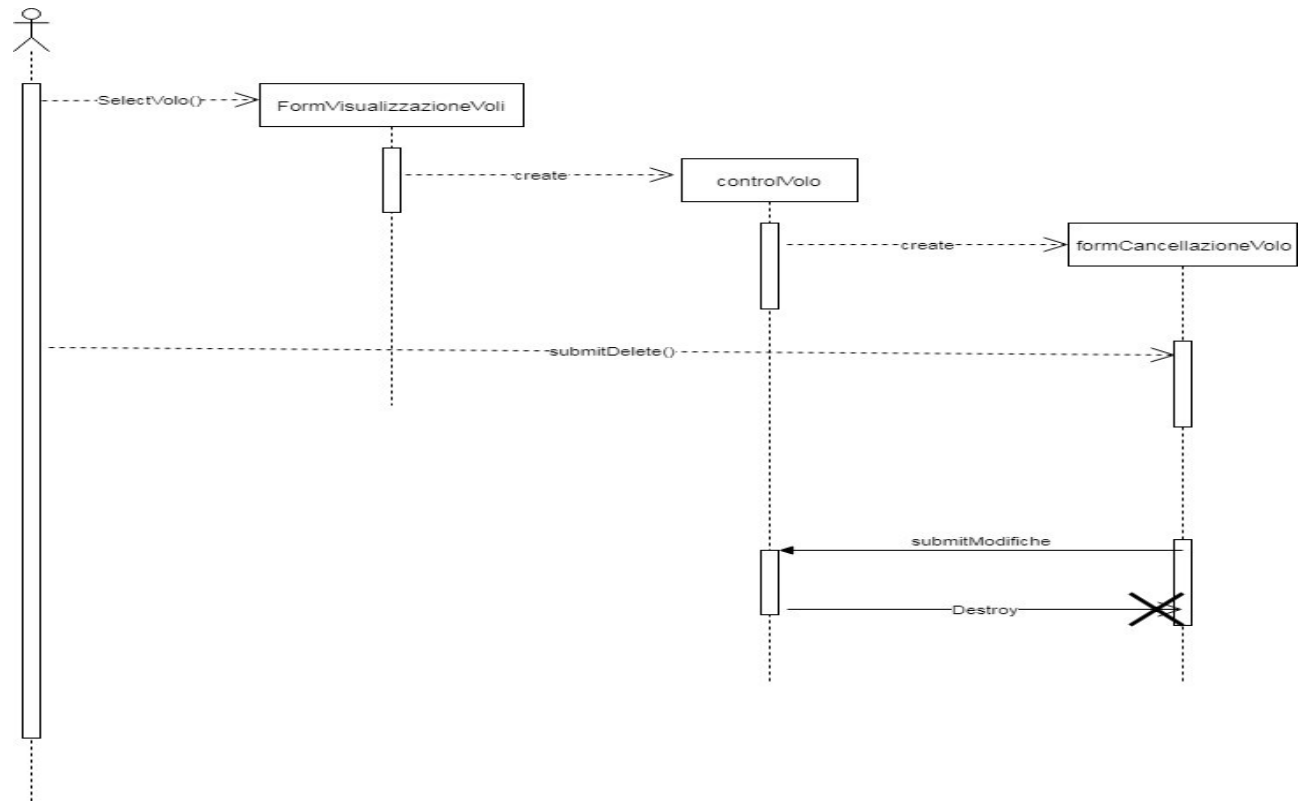 SelectVolo()
FormVisualizzazioneVoli
create
controlVolo
create
formCancellazioneVolo
submitDelete()
submitModifiche
Destroy